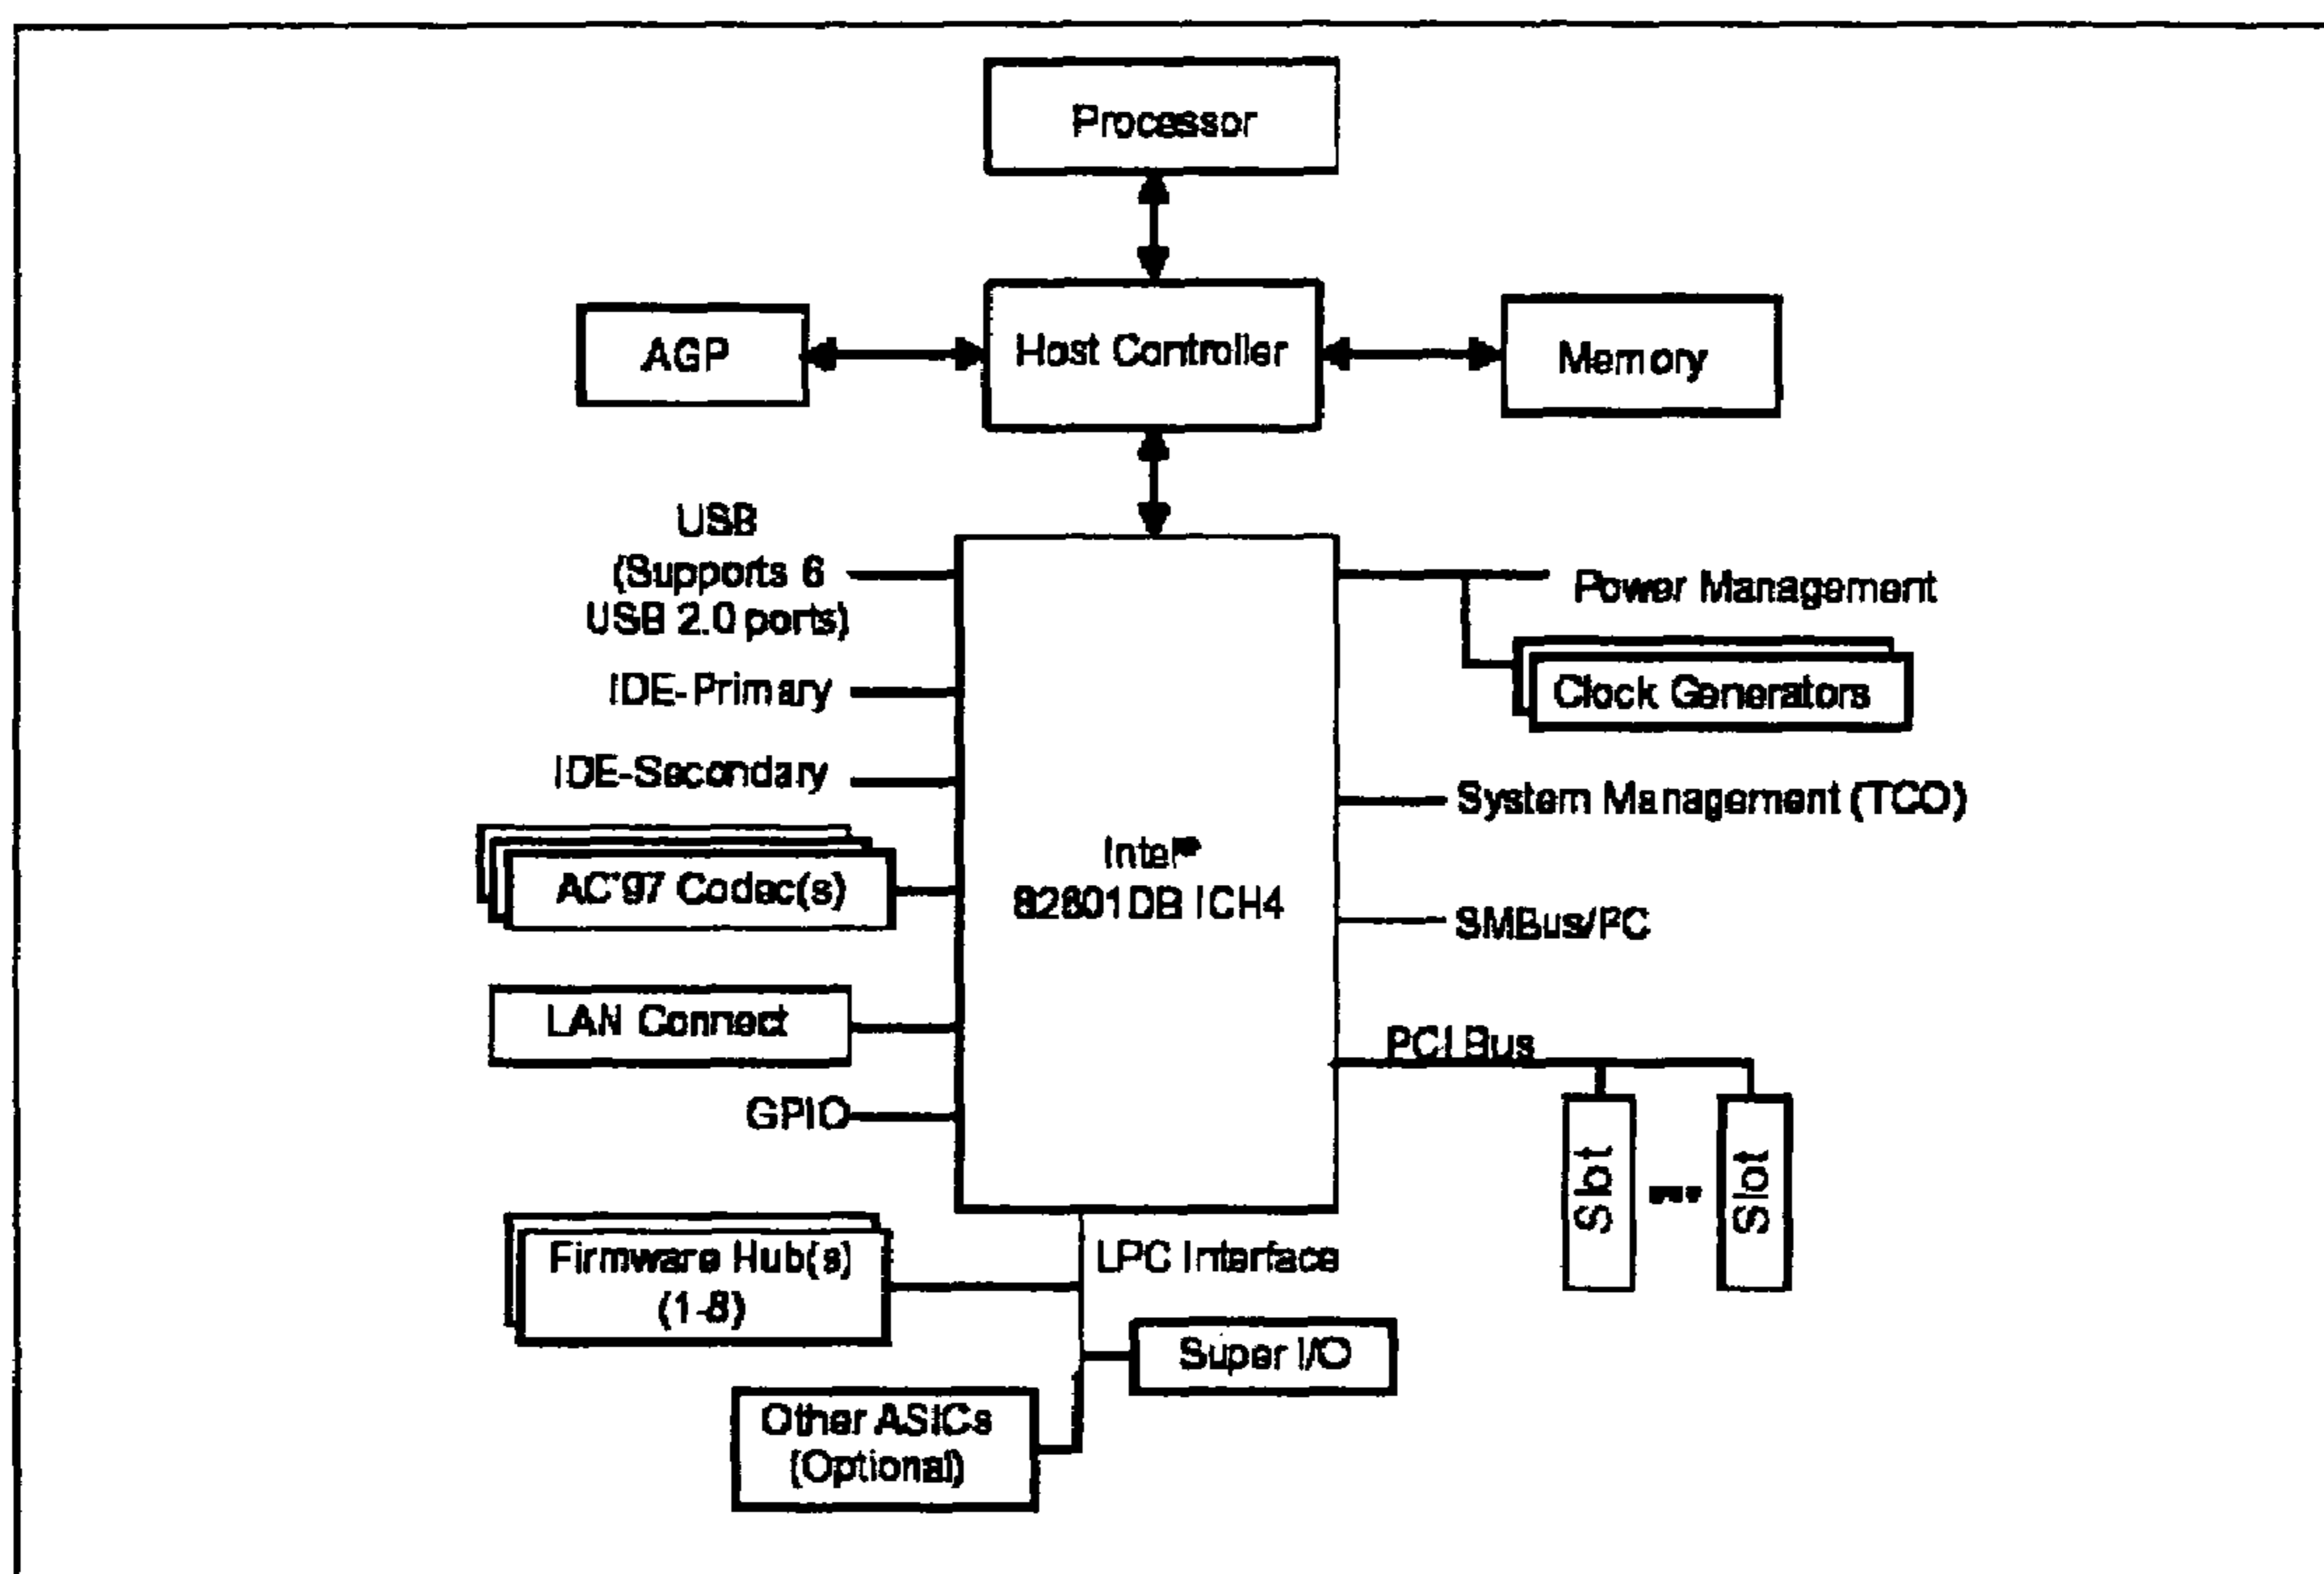 Processor
AGP
Host Controller
Memory
USB
(Supports 6
USB 2.0 ports)
Power Management
IDE-Primary
Clock Generators
IDE-Secondary
System Management (TCO)
AC'97 Codec(s)
Intel®
82801DB ICH4
SMBus/I²C
LAN Connect
PCI Bus
GPIO
Slot
Slot
Firmware Hub(s)
(1-8)
LPC Interface
Super I/O
Other ASICs
(Optional)